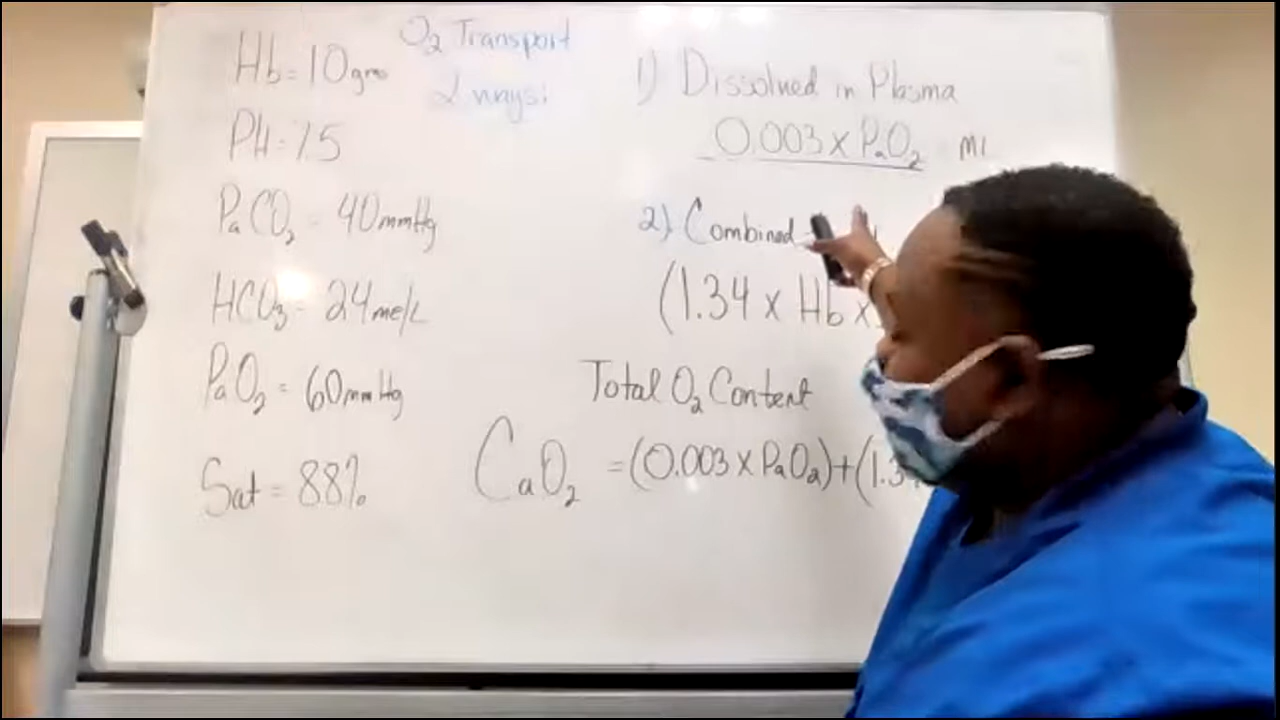 O₂ Transport
2 ways:
Hb = 10gm
PH = 7.5
PaCO₂ = 40mmHg
HCO₃ = 24me/L
PaO₂ = 60mmHg
Sat = 88%
1) Dissolved in Plasma
0.003 x PaO₂ ml
2) Combined
(1.34 x Hb x
Total O₂ Content
CaO₂ = (0.003 x PaO₂) + (1.3